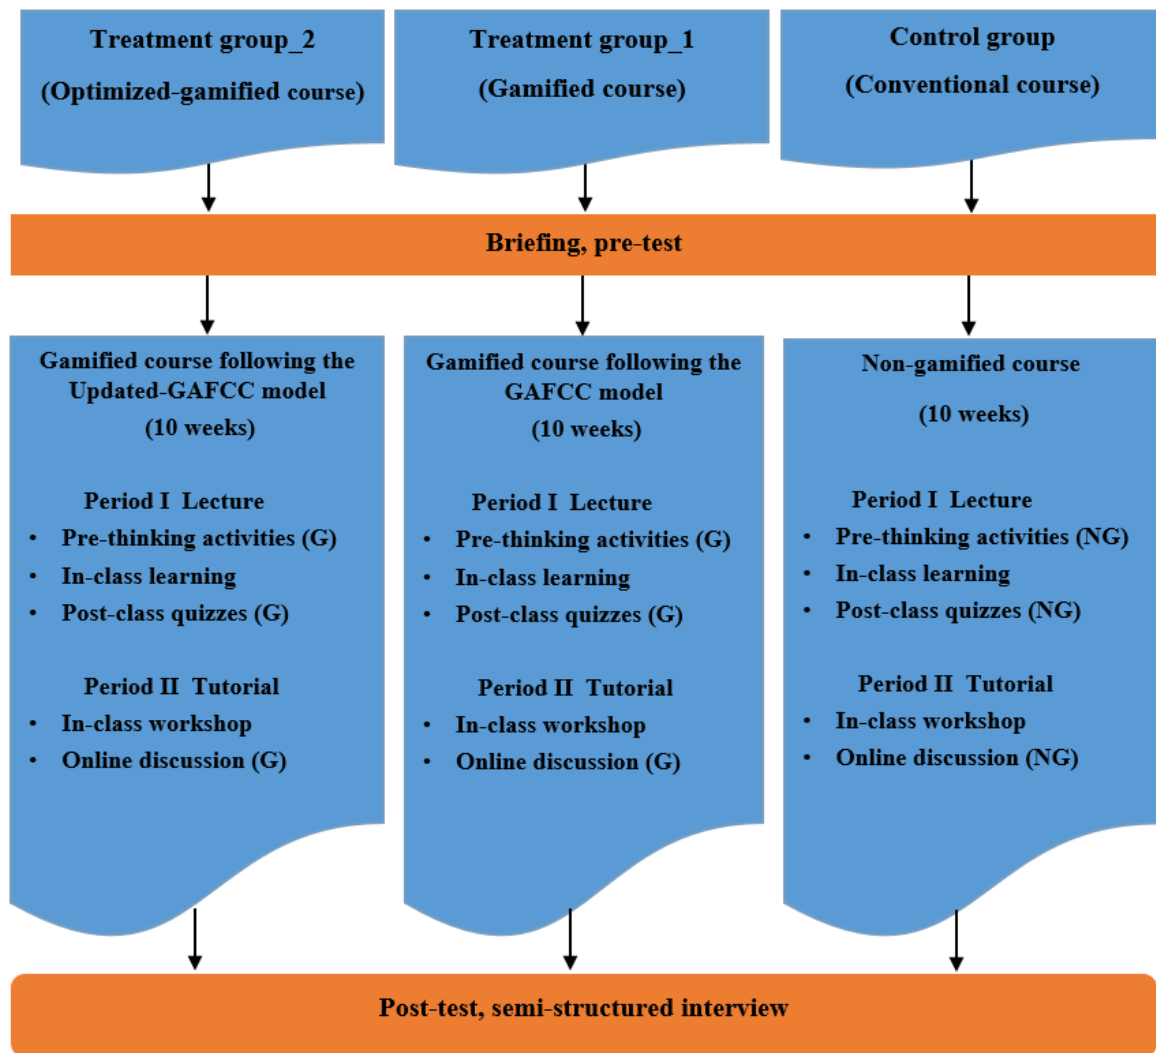 Treatment group_2
(Optimized-gamified course)
Treatment group_1
(Gamified course)
Control group
(Conventional course)
Briefing, pre-test
Gamified course following the
Updated-GAFCC model
(10 weeks)
Period I Lecture
• Pre-thinking activities (G)
• In-class learning
• Post-class quizzes (G)
Period II Tutorial
• In-class workshop
• Online discussion (G)
Gamified course following the
GAFCC model
(10 weeks)
Period I Lecture
• Pre-thinking activities (G)
• In-class learning
• Post-class quizzes (G)
Period II Tutorial
• In-class workshop
• Online discussion (G)
Non-gamified course
(10 weeks)
Period I Lecture
• Pre-thinking activities (NG)
• In-class learning
• Post-class quizzes (NG)
Period II Tutorial
• In-class workshop
• Online discussion (NG)
Post-test, semi-structured interview